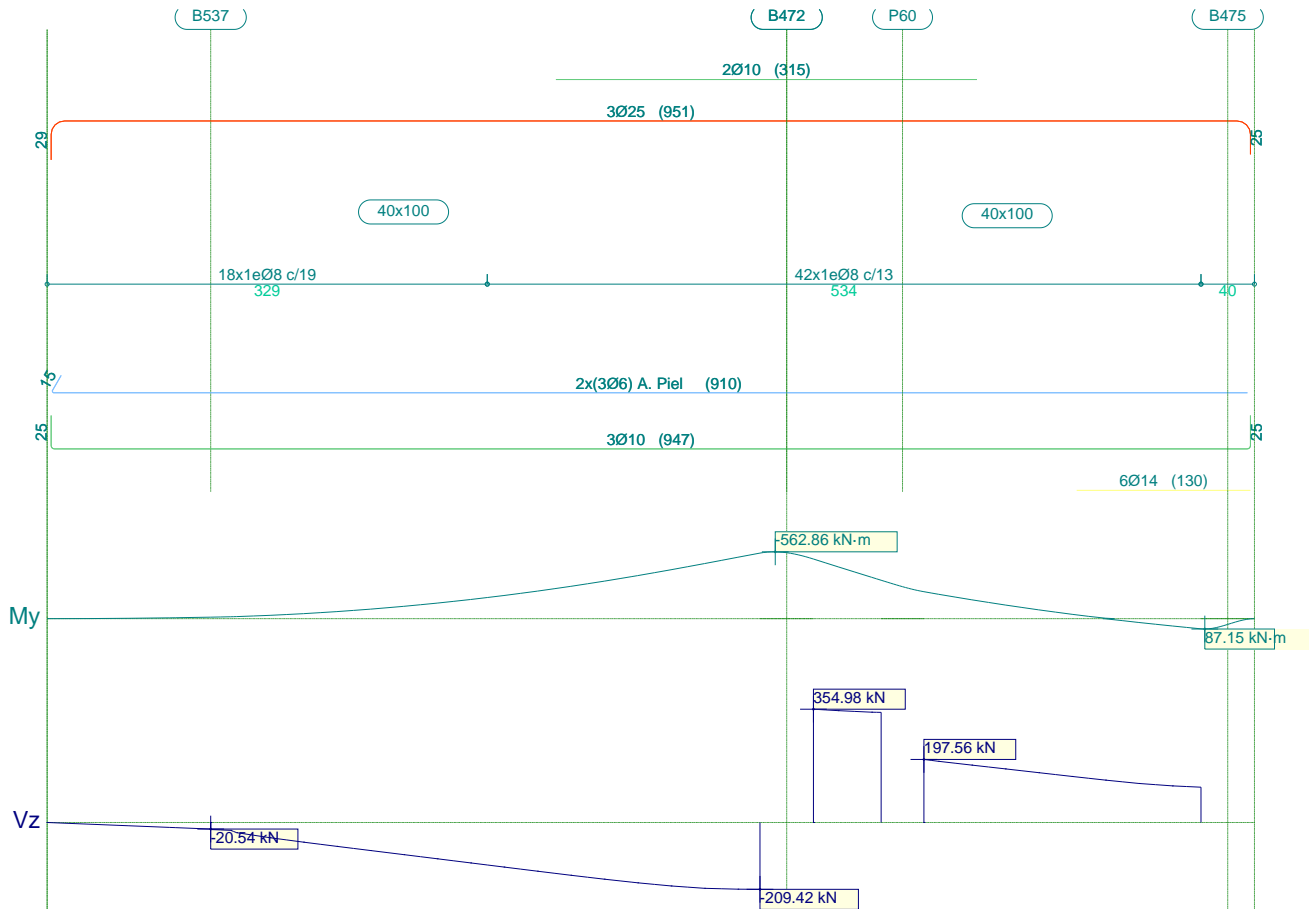 B537
B472
P60
B475
2Ø10 (315)
3Ø25 (951)
29
25
40x100
40x100
18x1eØ8 c/19
42x1eØ8 c/13
329
534
40
15
2x(3Ø6) A. Piel (910)
25
3Ø10 (947)
25
6Ø14 (130)
-562.86 kN·m
My
87.15 kN·m
354.98 kN
197.56 kN
Vz
-20.54 kN
-209.42 kN